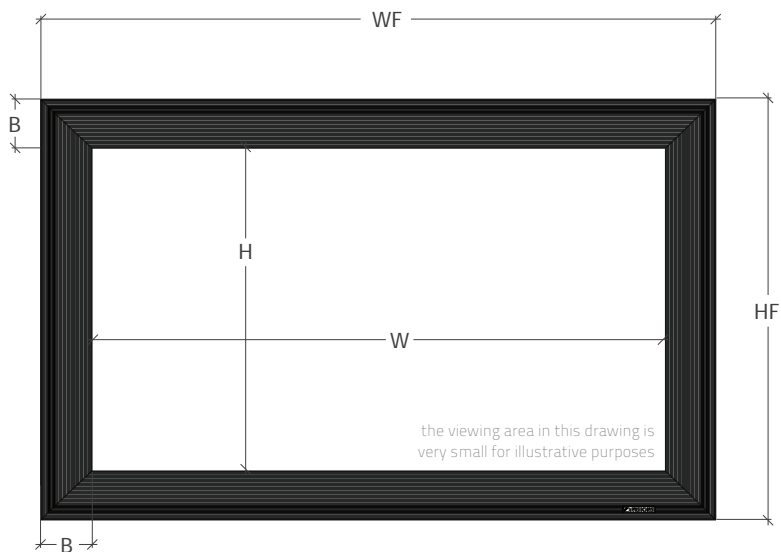 WF
B
H
HF
W
the viewing area in this drawing is
very small for illustrative purposes
B